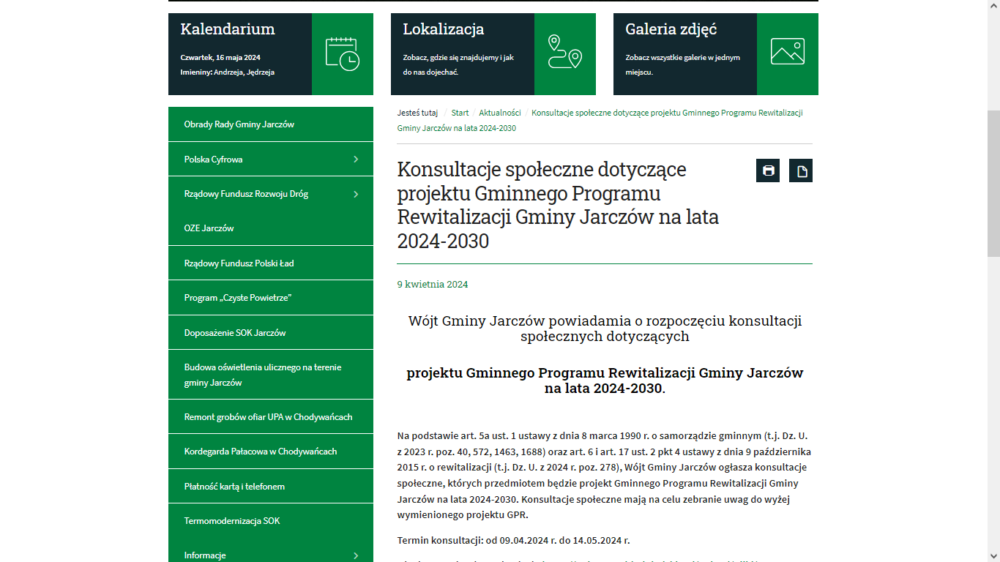 Kalendarium
Czwartek, 16 maja 2024
Imieniny: Andrzeja, Jędrzeja
Lokalizacja
Zobacz, gdzie się znajdujemy i jak
do nas dojechać.
Galeria zdjęć
Zobacz wszystkie galerie w jednym
miejscu.
Obrady Rady Gminy Jarczów
Polska Cyfrowa
Rządowy Fundusz Rozwoju Dróg
OZE Jarczów
Rządowy Fundusz Polski Ład
Program „Czyste Powietrze”
Doposażenie SOK Jarczów
Budowa oświetlenia ulicznego na terenie
gminy Jarczów
Remont grobów ofiar UPA w Chodywańcach
Kordegarda Pałacowa w Chodywańcach
Płatność kartą i telefonem
Termomodernizacja SOK
Informacje
Jesteś tutaj / Start / Aktualności / Konsultacje społeczne dotyczące projektu Gminnego Programu Rewitalizacji
Gminy Jarczów na lata 2024-2030
Konsultacje społeczne dotyczące
projektu Gminnego Programu
Rewitalizacji Gminy Jarczów na lata
2024-2030
9 kwietnia 2024
Wójt Gminy Jarczów powiadamia o rozpoczęciu konsultacji
społecznych dotyczących
projektu Gminnego Programu Rewitalizacji Gminy Jarczów
na lata 2024-2030.
Na podstawie art. 5a ust. 1 ustawy z dnia 8 marca 1990 r. o samorządzie gminnym (t.j. Dz. U.
z 2023 r. poz. 40, 572, 1463, 1688) oraz art. 6 i art. 17 ust. 2 pkt 4 ustawy z dnia 9 października
2015 r. o rewitalizacji (t.j. Dz. U. z 2024 r. poz. 278), Wójt Gminy Jarczów ogłasza konsultacje
społeczne, których przedmiotem będzie projekt Gminnego Programu Rewitalizacji Gminy
Jarczów na lata 2024-2030. Konsultacje społeczne mają na celu zebranie uwag do wyżej
wymienionego projektu GPR.
Termin konsultacji: od 09.04.2024 r. do 14.05.2024 r.